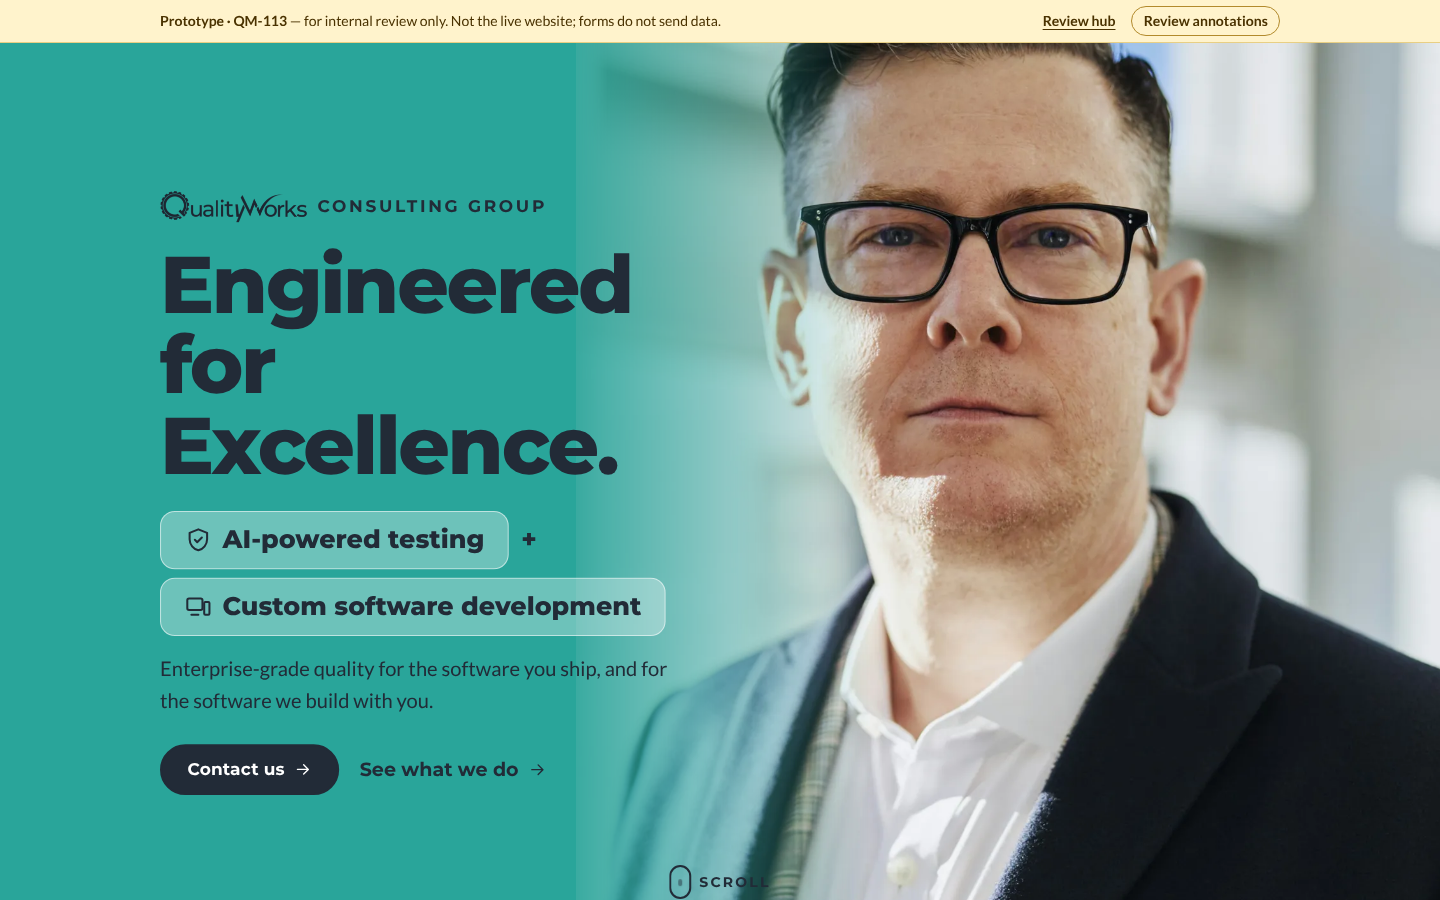 Prototype · QM-113 — for internal review only. Not the live website; forms do not send data.
Review hub
Review annotations
QualityWorks CONSULTING GROUP
Engineered
for
Excellence.
AI-powered testing +
Custom software development
Enterprise-grade quality for the software you ship, and for
the software we build with you.
Contact us →
See what we do →
SCROLL